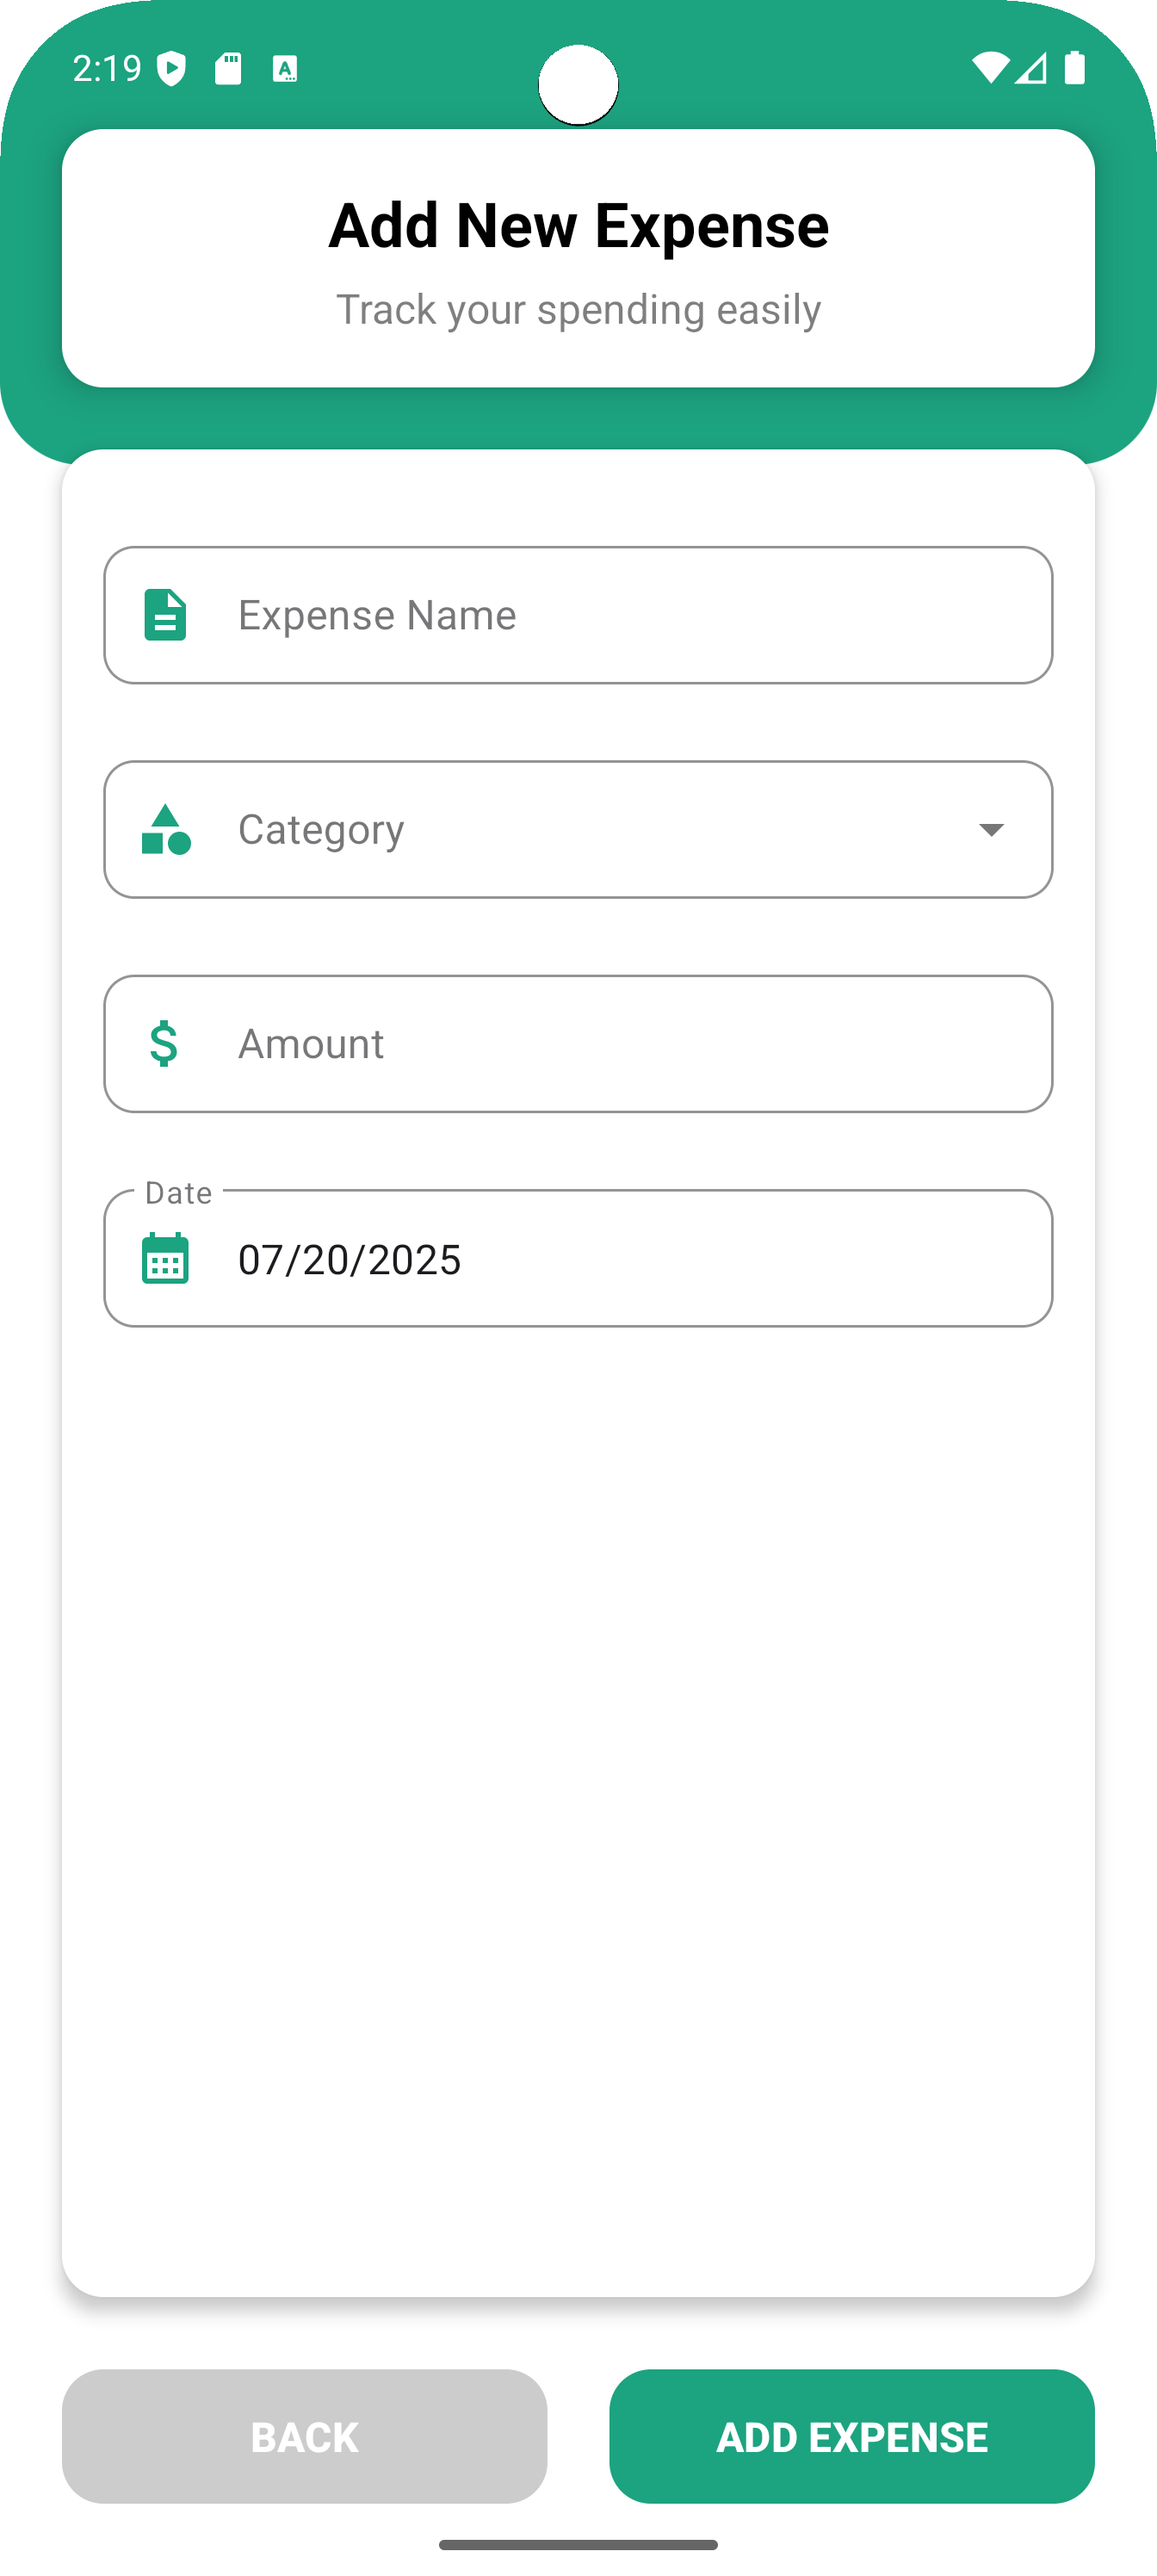 2:19
Add New Expense
Track your spending easily
Expense Name
Category
$ Amount
Date
07/20/2025
BACK
ADD EXPENSE